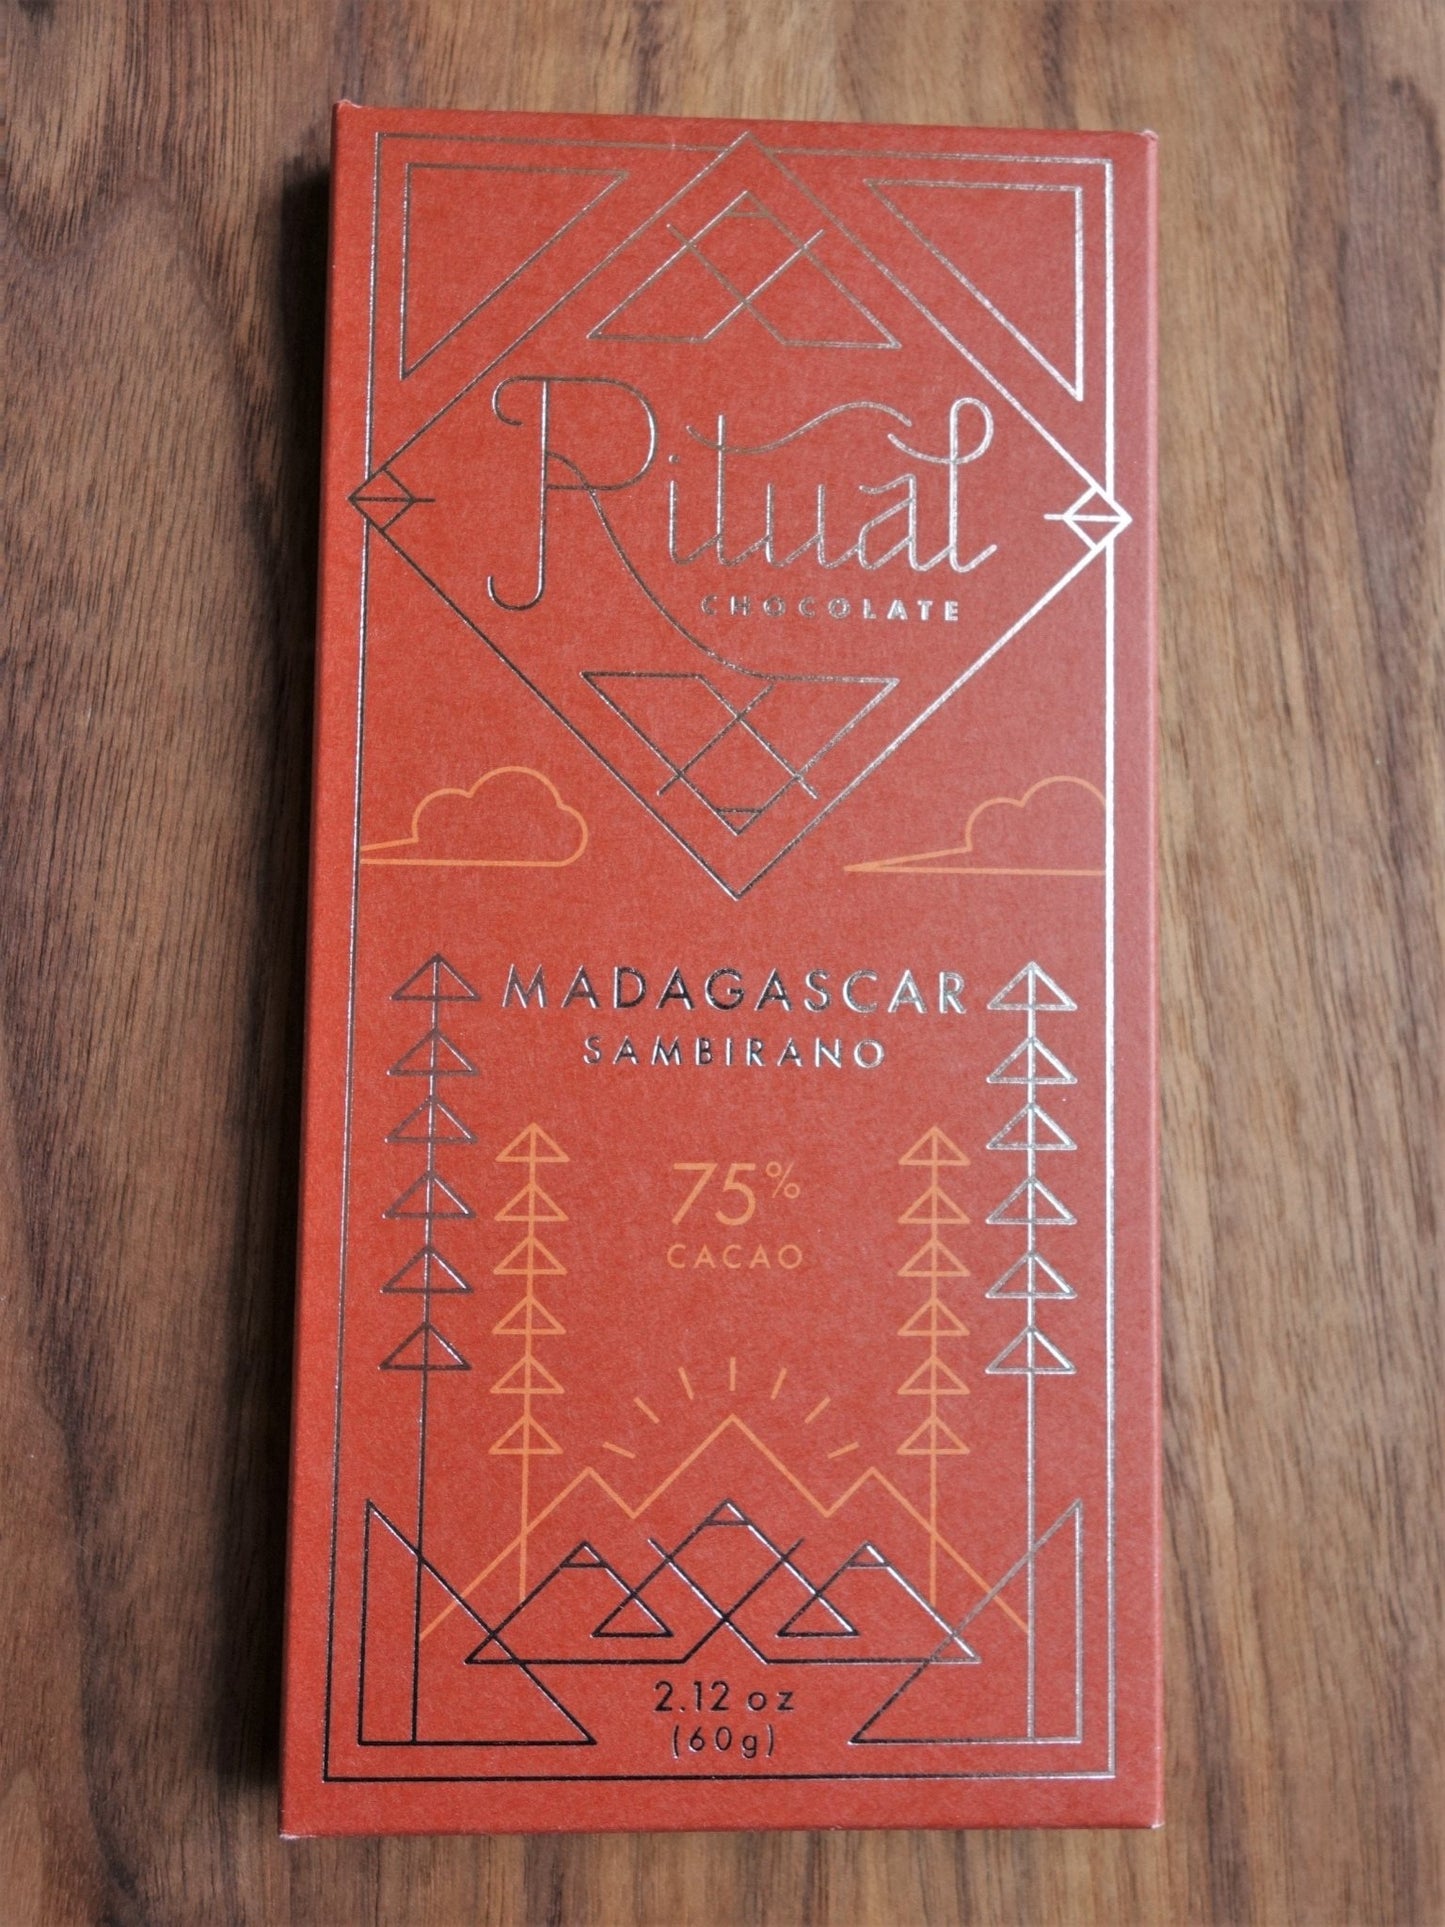 Ritual
CHOCOLATE
MADAGASCAR
SAMBIRANO
75%
CACAO
2.12 oz
(60g)